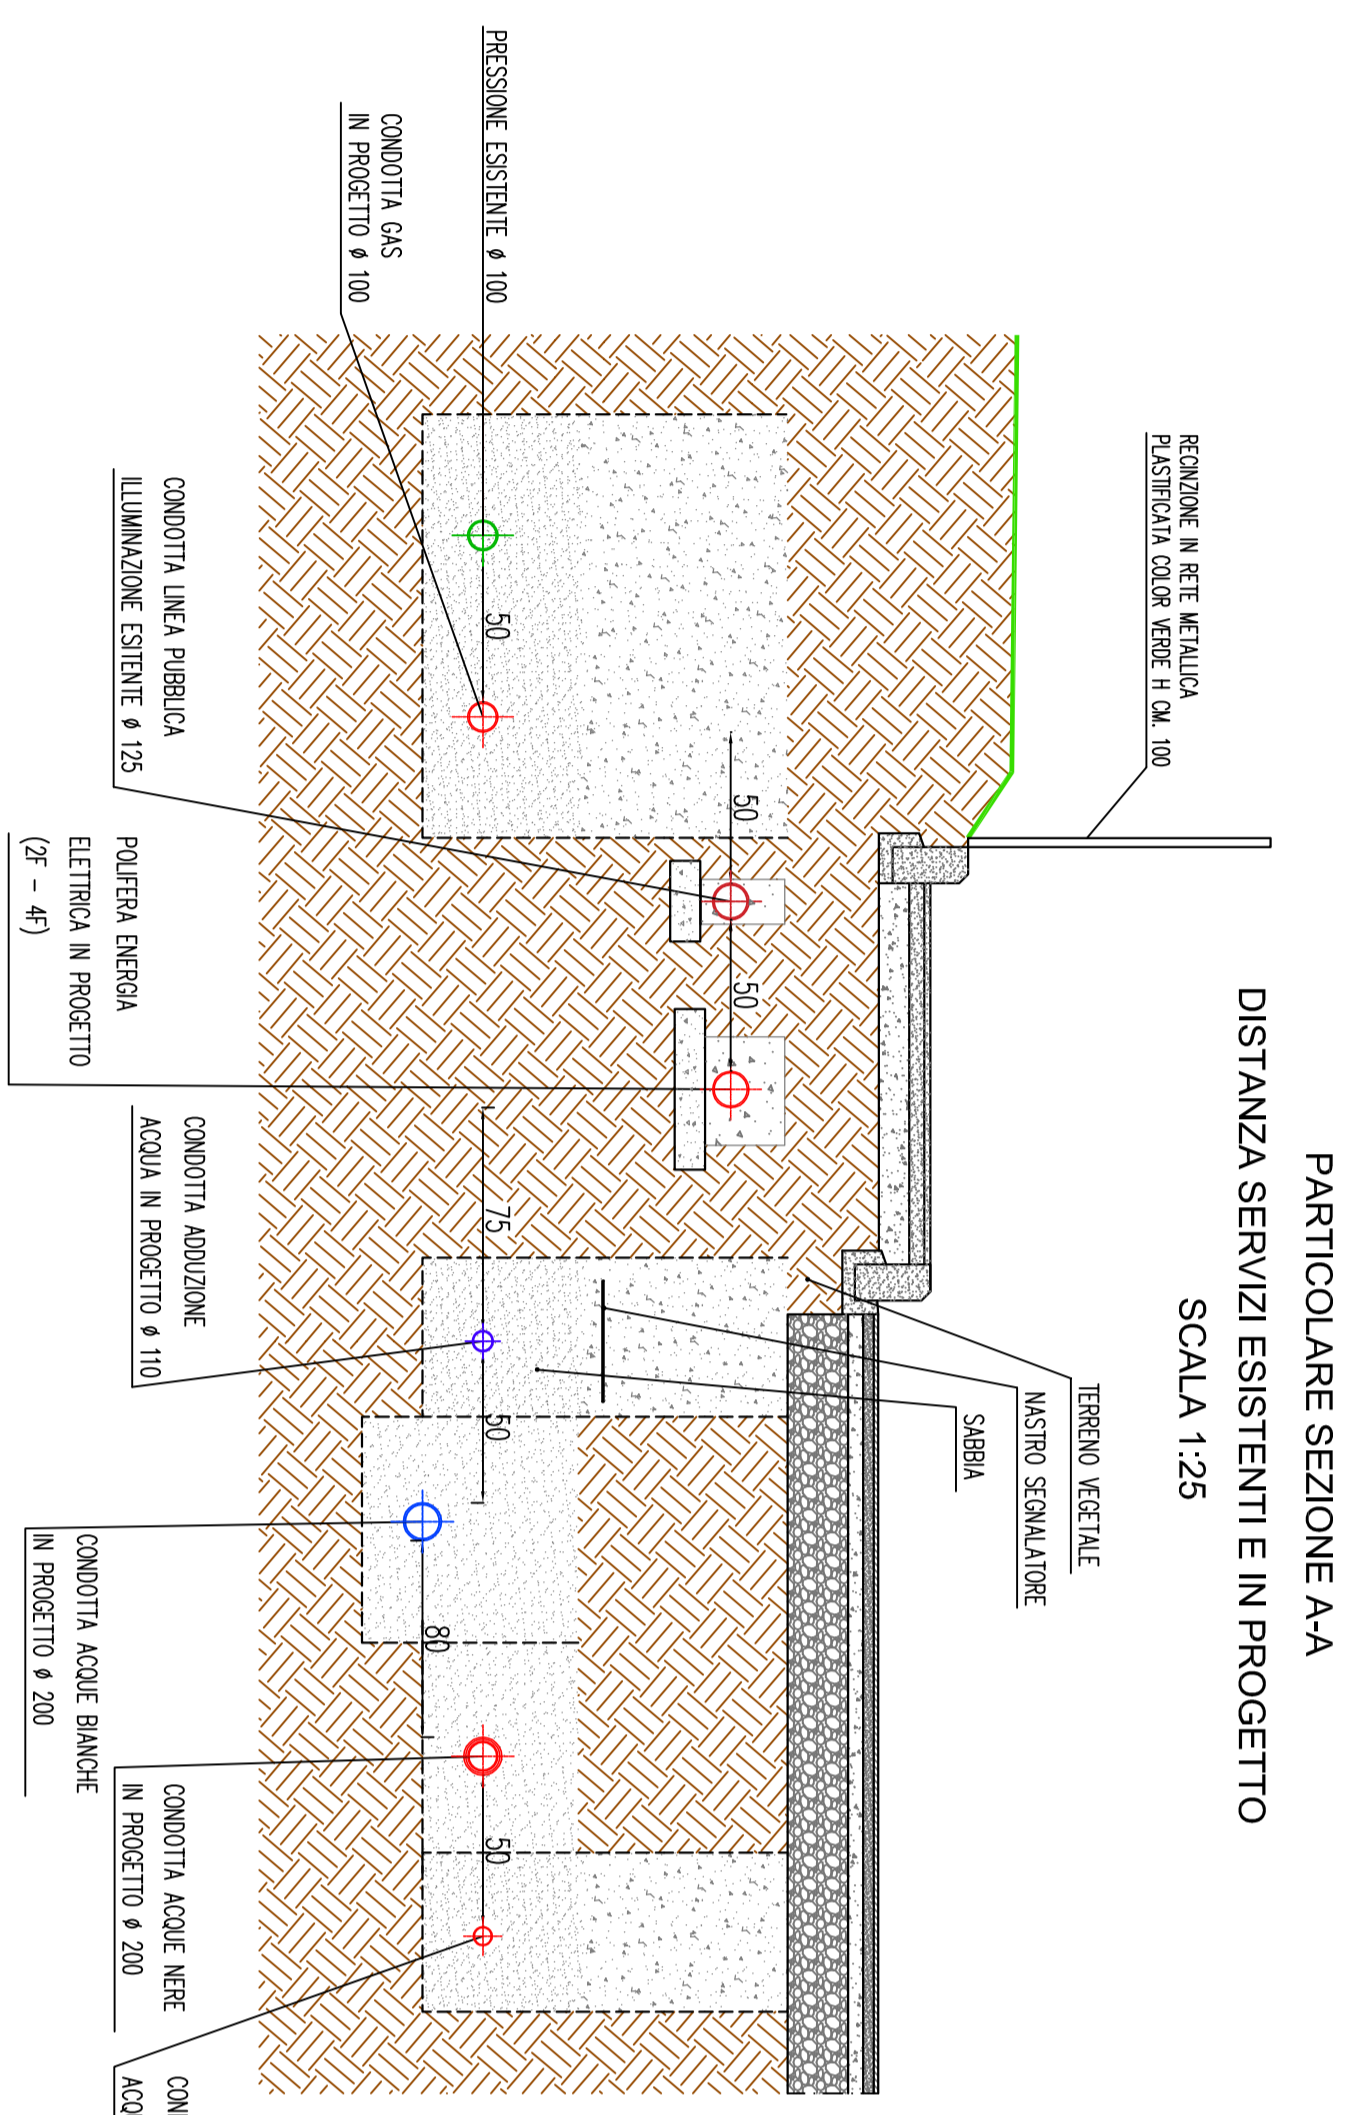 PARTICOLARE SEZIONE A-A
DISTANZA SERVIZI ESISTENTI E IN PROGETTO
SCALA 1:25
RECINZIONE IN RETE METALLICA
PLASTIFICATA COLOR VERDE H CM. 100
TERRENO VEGETALE
NASTRO SEGNALATORE
SABBIA
50
50
50
75
50
80
50
PRESSIONE ESISTENTE ø 100
CONDOTTA GAS
IN PROGETTO ø 100
CONDOTTA LINEA PUBBLICA
ILLUMINAZIONE ESITENTE ø 125
POLIFERA ENERGIA
ELETTRICA IN PROGETTO
(2F - 4F)
CONDOTTA ADDUZIONE
ACQUA IN PROGETTO ø 110
CONDOTTA ACQUE BIANCHE
IN PROGETTO ø 200
CONDOTTA ACQUE NERE
IN PROGETTO ø 200